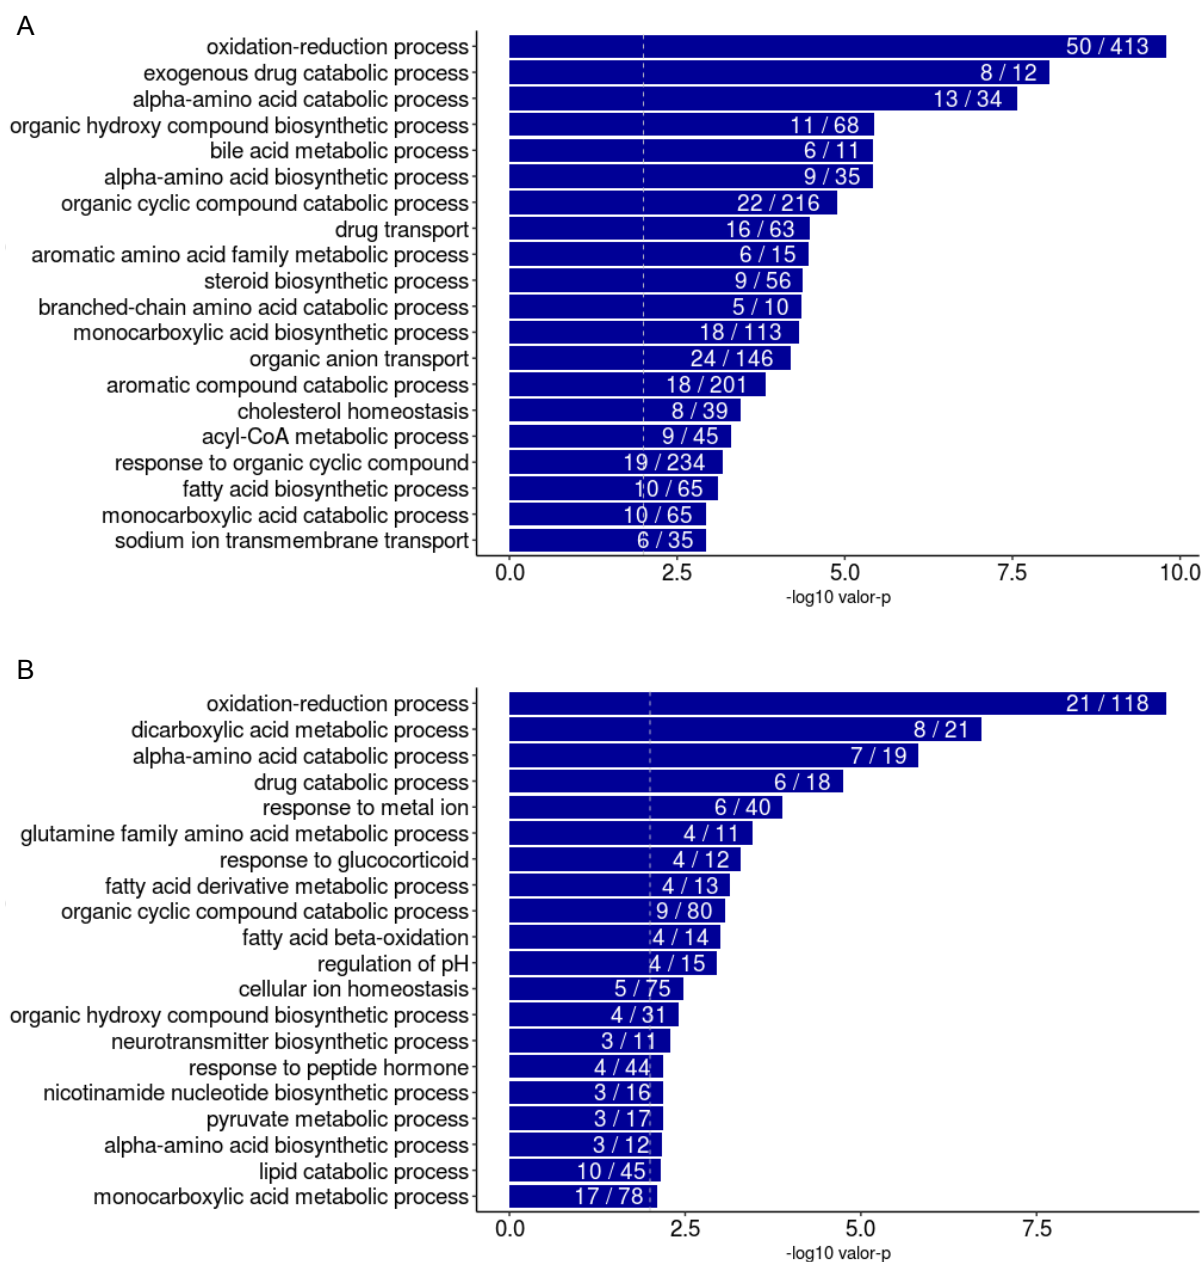 A
oxidation-reduction process 50 / 413
exogenous drug catabolic process 8 / 12
alpha-amino acid catabolic process 13 / 34
organic hydroxy compound biosynthetic process 11 / 68
bile acid metabolic process 6 / 11
alpha-amino acid biosynthetic process 9 / 35
organic cyclic compound catabolic process 22 / 216
drug transport 16 / 63
aromatic amino acid family metabolic process 6 / 15
steroid biosynthetic process 9 / 56
branched-chain amino acid catabolic process 5 / 10
monocarboxylic acid biosynthetic process 18 / 113
organic anion transport 24 / 146
aromatic compound catabolic process 18 / 201
cholesterol homeostasis 8 / 39
acyl-CoA metabolic process 9 / 45
response to organic cyclic compound 19 / 234
fatty acid biosynthetic process 10 / 65
monocarboxylic acid catabolic process 10 / 65
sodium ion transmembrane transport 6 / 35
0.0 2.5 5.0 7.5 10.0
-log10 valor-p
B
oxidation-reduction process 21 / 118
dicarboxylic acid metabolic process 8 / 21
alpha-amino acid catabolic process 7 / 19
drug catabolic process 6 / 18
response to metal ion 6 / 40
glutamine family amino acid metabolic process 4 / 11
response to glucocorticoid 4 / 12
fatty acid derivative metabolic process 4 / 13
organic cyclic compound catabolic process 9 / 80
fatty acid beta-oxidation 4 / 14
regulation of pH 4 / 15
cellular ion homeostasis 5 / 75
organic hydroxy compound biosynthetic process 4 / 31
neurotransmitter biosynthetic process 3 / 11
response to peptide hormone 4 / 44
nicotinamide nucleotide biosynthetic process 3 / 16
pyruvate metabolic process 3 / 17
alpha-amino acid biosynthetic process 3 / 12
lipid catabolic process 10 / 45
monocarboxylic acid metabolic process 17 / 78
0.0 2.5 5.0 7.5
-log10 valor-p